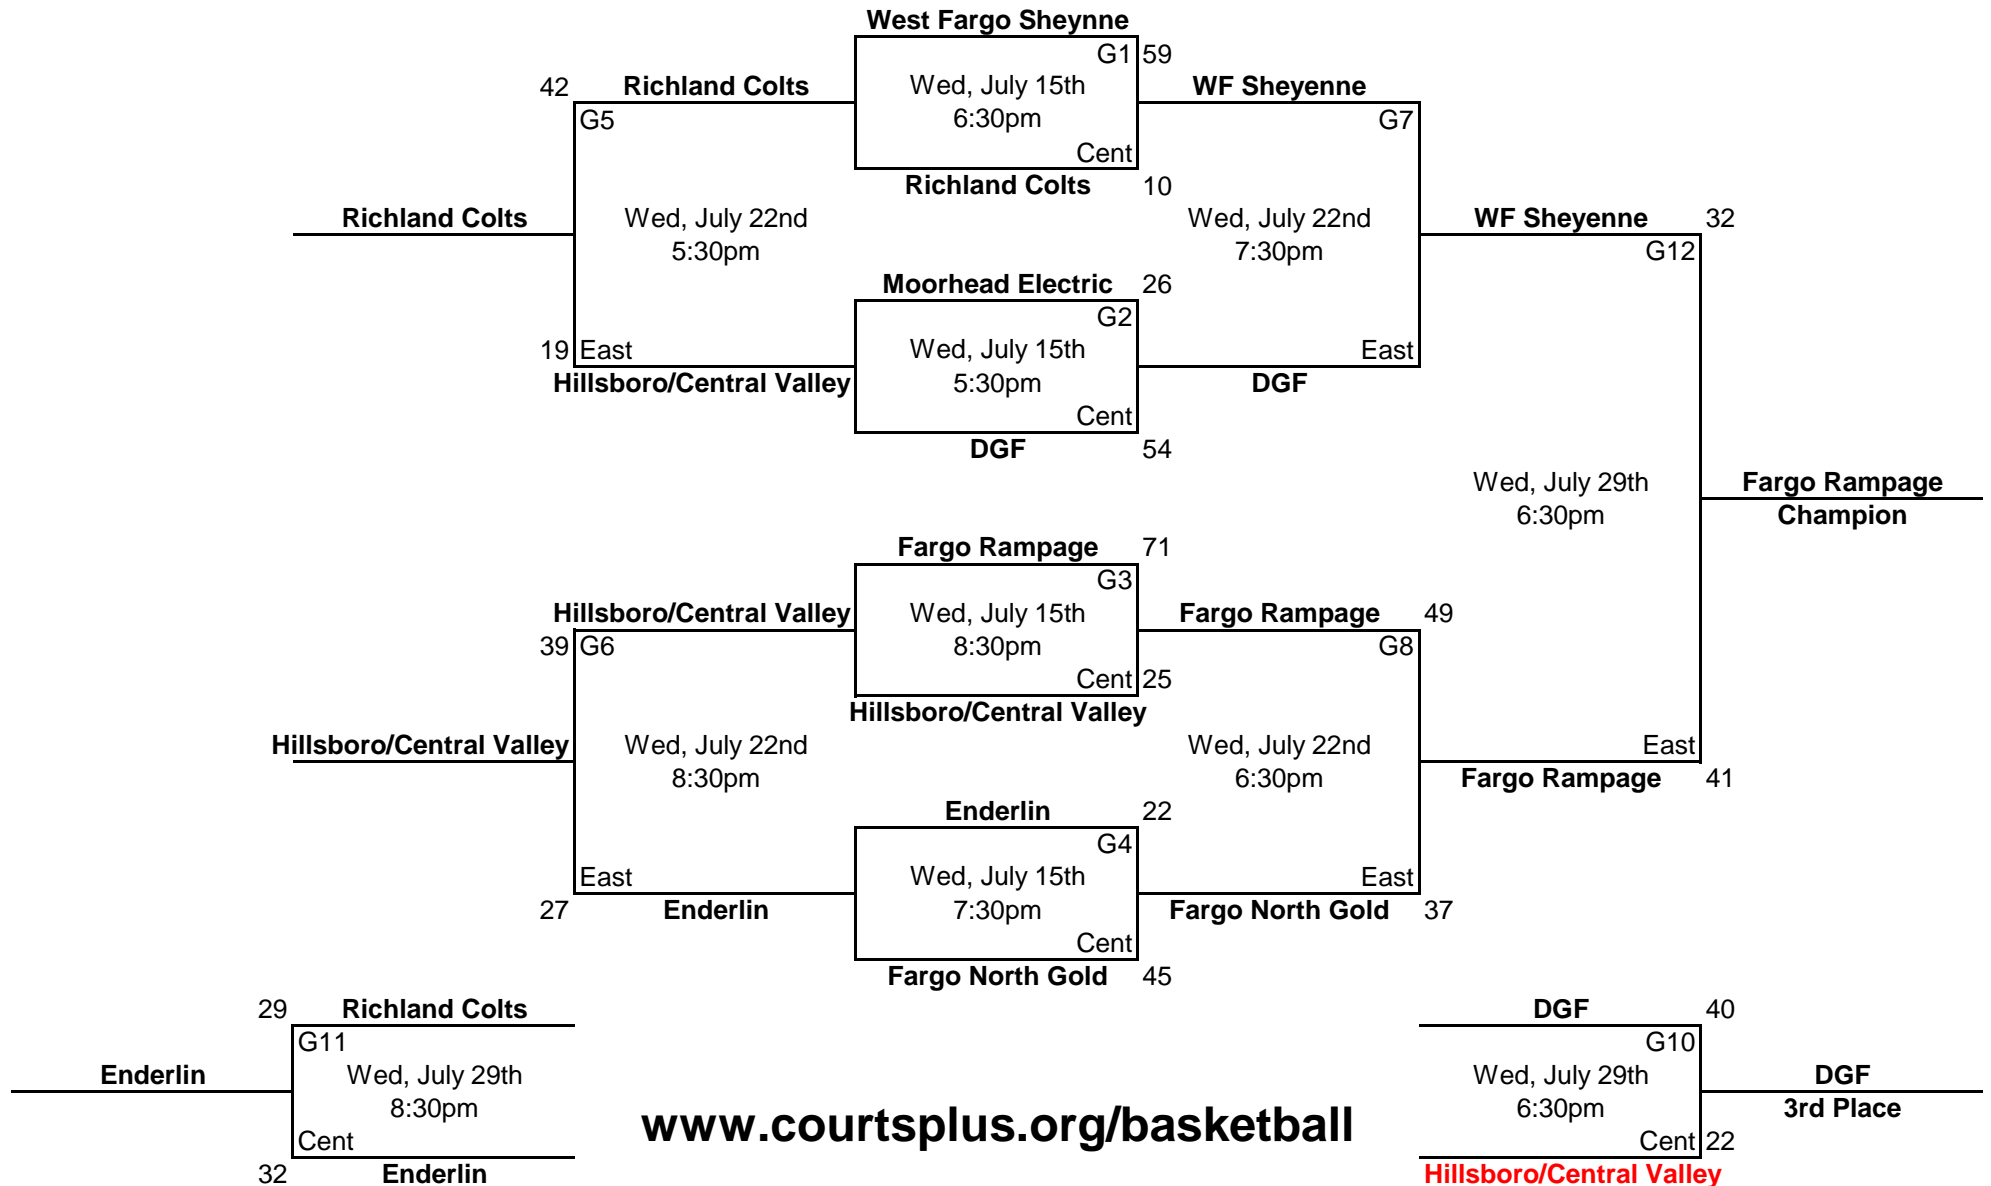 West Fargo Sheynne
G1 59
42 Richland Colts Wed, July 15th WF Sheyenne
G5 6:30pm G7
Cent
Richland Colts 10
Richland Colts Wed, July 22nd Wed, July 22nd WF Sheyenne 32
5:30pm 7:30pm G12
Moorhead Electric 26
G2
19 East Wed, July 15th East
Hillsboro/Central Valley 5:30pm DGF
Cent
DGF 54
Wed, July 29th Fargo Rampage
6:30pm Champion
Fargo Rampage 71
G3
Hillsboro/Central Valley Wed, July 15th Fargo Rampage 49
39 G6 8:30pm G8
Cent 25
Hillsboro/Central Valley
Hillsboro/Central Valley Wed, July 22nd Wed, July 22nd East
8:30pm 6:30pm Fargo Rampage 41
Enderlin 22
G4
East Wed, July 15th East
27 Enderlin 7:30pm Fargo North Gold 37
Cent
Fargo North Gold 45
29 Richland Colts DGF 40
G11 G10
Enderlin Wed, July 29th Wed, July 29th DGF
8:30pm www.courtsplus.org/basketball 6:30pm 3rd Place
Cent Cent 22
32 Enderlin Hillsboro/Central Valley